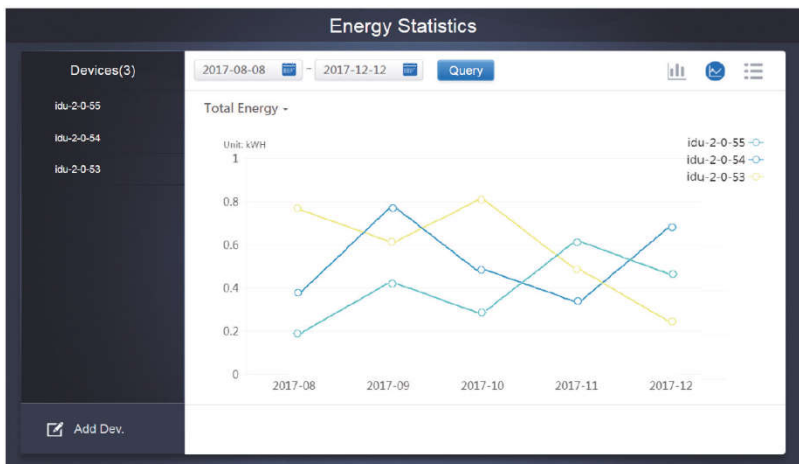 Energy Statistics
Devices(3)
idu-2-0-55
idu-2-0-54
idu-2-0-53
Add Dev.
2017-08-08 - 2017-12-12 Query
Total Energy
Unit: kWH
idu-2-0-55
idu-2-0-54
idu-2-0-53
1
0.8
0.6
0.4
0.2
0
2017-08 2017-09 2017-10 2017-11 2017-12